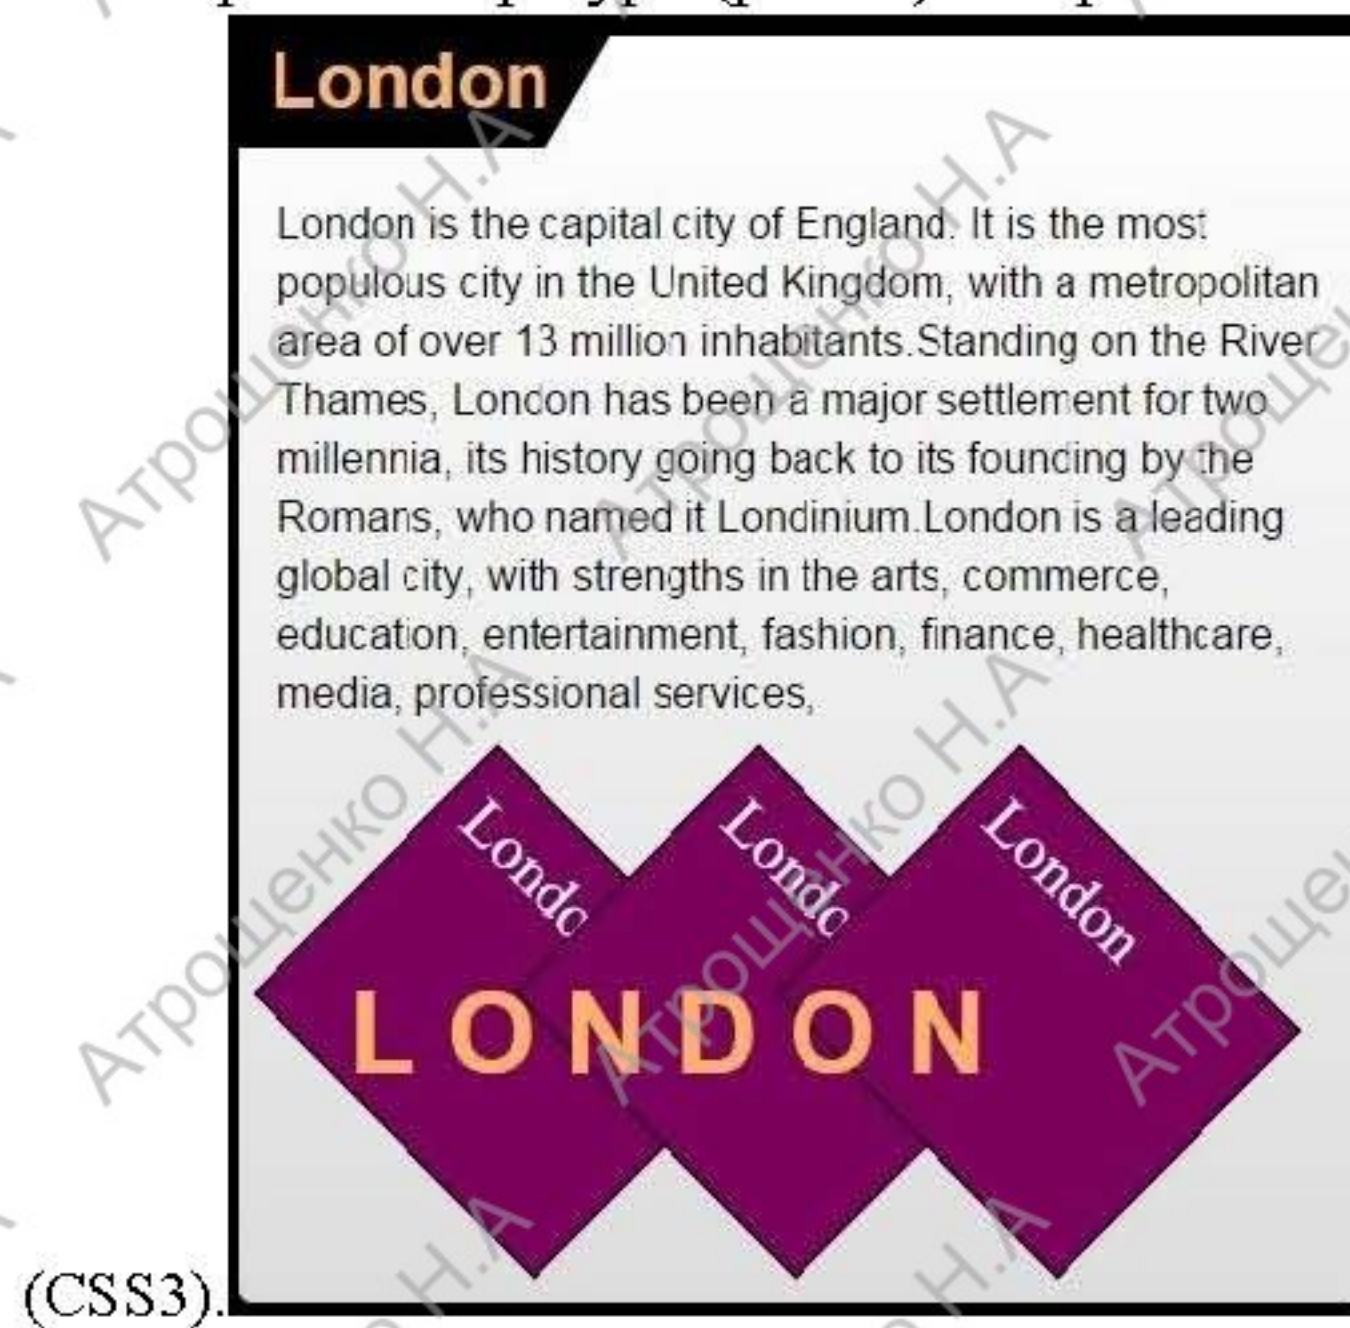 London
London is the capital city of England. It is the most
populous city in the United Kingdom, with a metropolitan
area of over 13 million inhabitants.Standing on the River
Thames, London has been a major settlement for two
millennia, its history going back to its founding by the
Romans, who named it Londinium.London is a leading
global city, with strengths in the arts, commerce,
education, entertainment, fashion, finance, healthcare,
media, professional services,
Londo
Londo
London
LONDON
(CSS3).
Атрощенко Н.А
Атрощенко Н.А
Атрощенко Н.А
Атрощенко Н.А